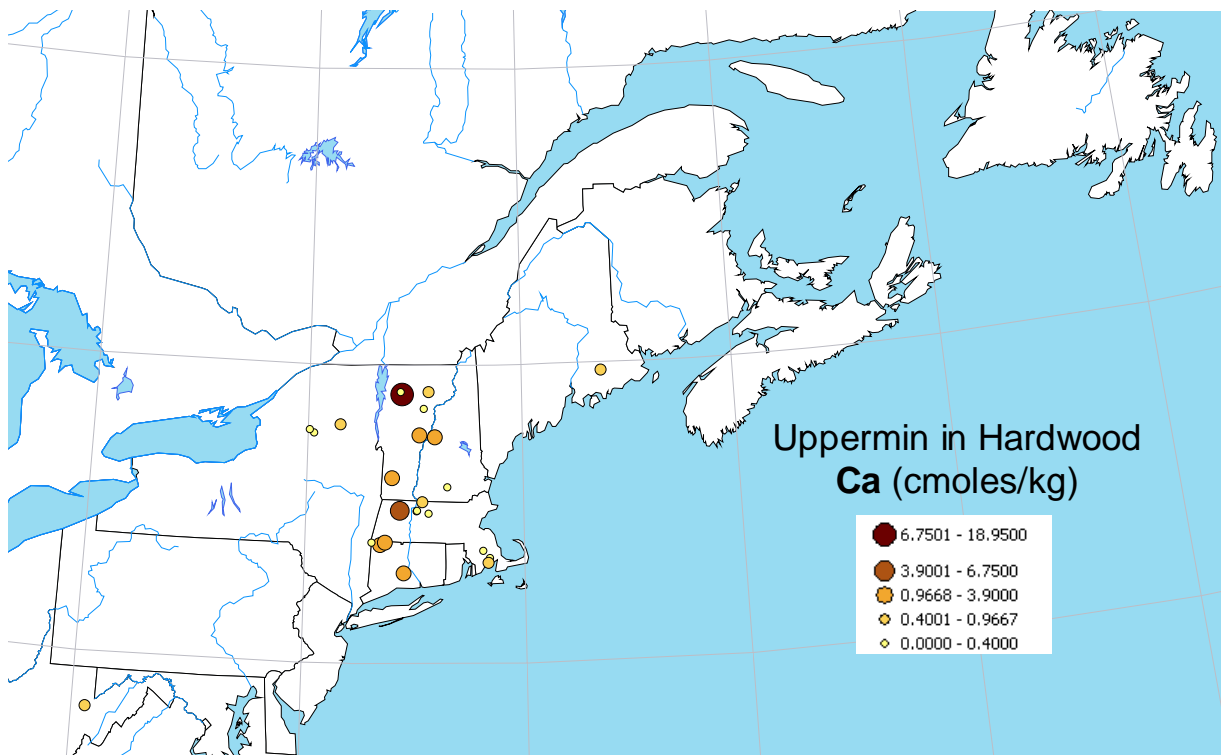 Uppermin in Hardwood
Ca (cmoles/kg)
6.7501 - 18.9500
3.9001 - 6.7500
0.9668 - 3.9000
0.4001 - 0.9667
0.0000 - 0.4000